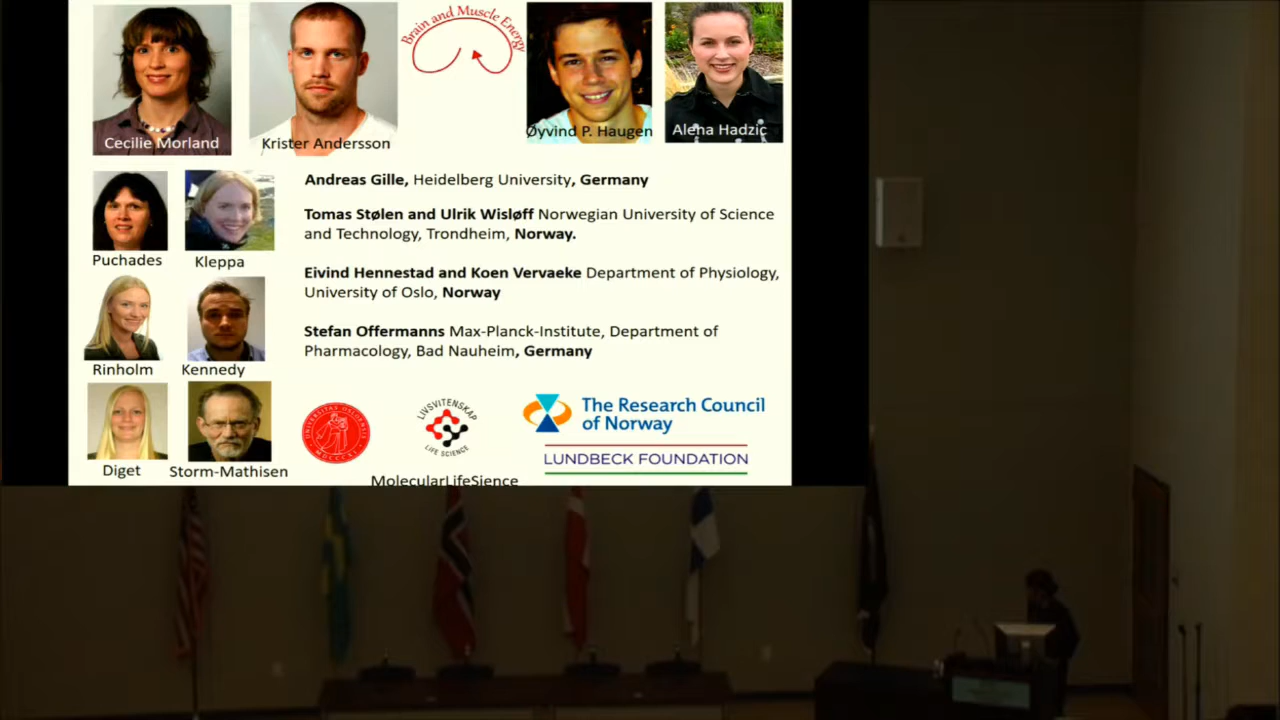 Brain and Muscle Energy
Cecilie Morland
Krister Andersson
Øyvind P. Haugen
Alena Hadzic
Puchades
Kleppa
Rinholm
Kennedy
Diget
Storm-Mathisen
Andreas Gille, Heidelberg University, Germany
Tomas Stølen and Ulrik Wisløff Norwegian University of Science
and Technology, Trondheim, Norway.
Eivind Hennestad and Koen Vervaeke Department of Physiology,
University of Oslo, Norway
Stefan Offermanns Max-Planck-Institute, Department of
Pharmacology, Bad Nauheim, Germany
UNIVERSITAS OSLOENSIS
MDCCCXI
LIVSVITENSKAP
LIFE SCIENCE
MolecularLifeSience
The Research Council
of Norway
LUNDBECK FOUNDATION